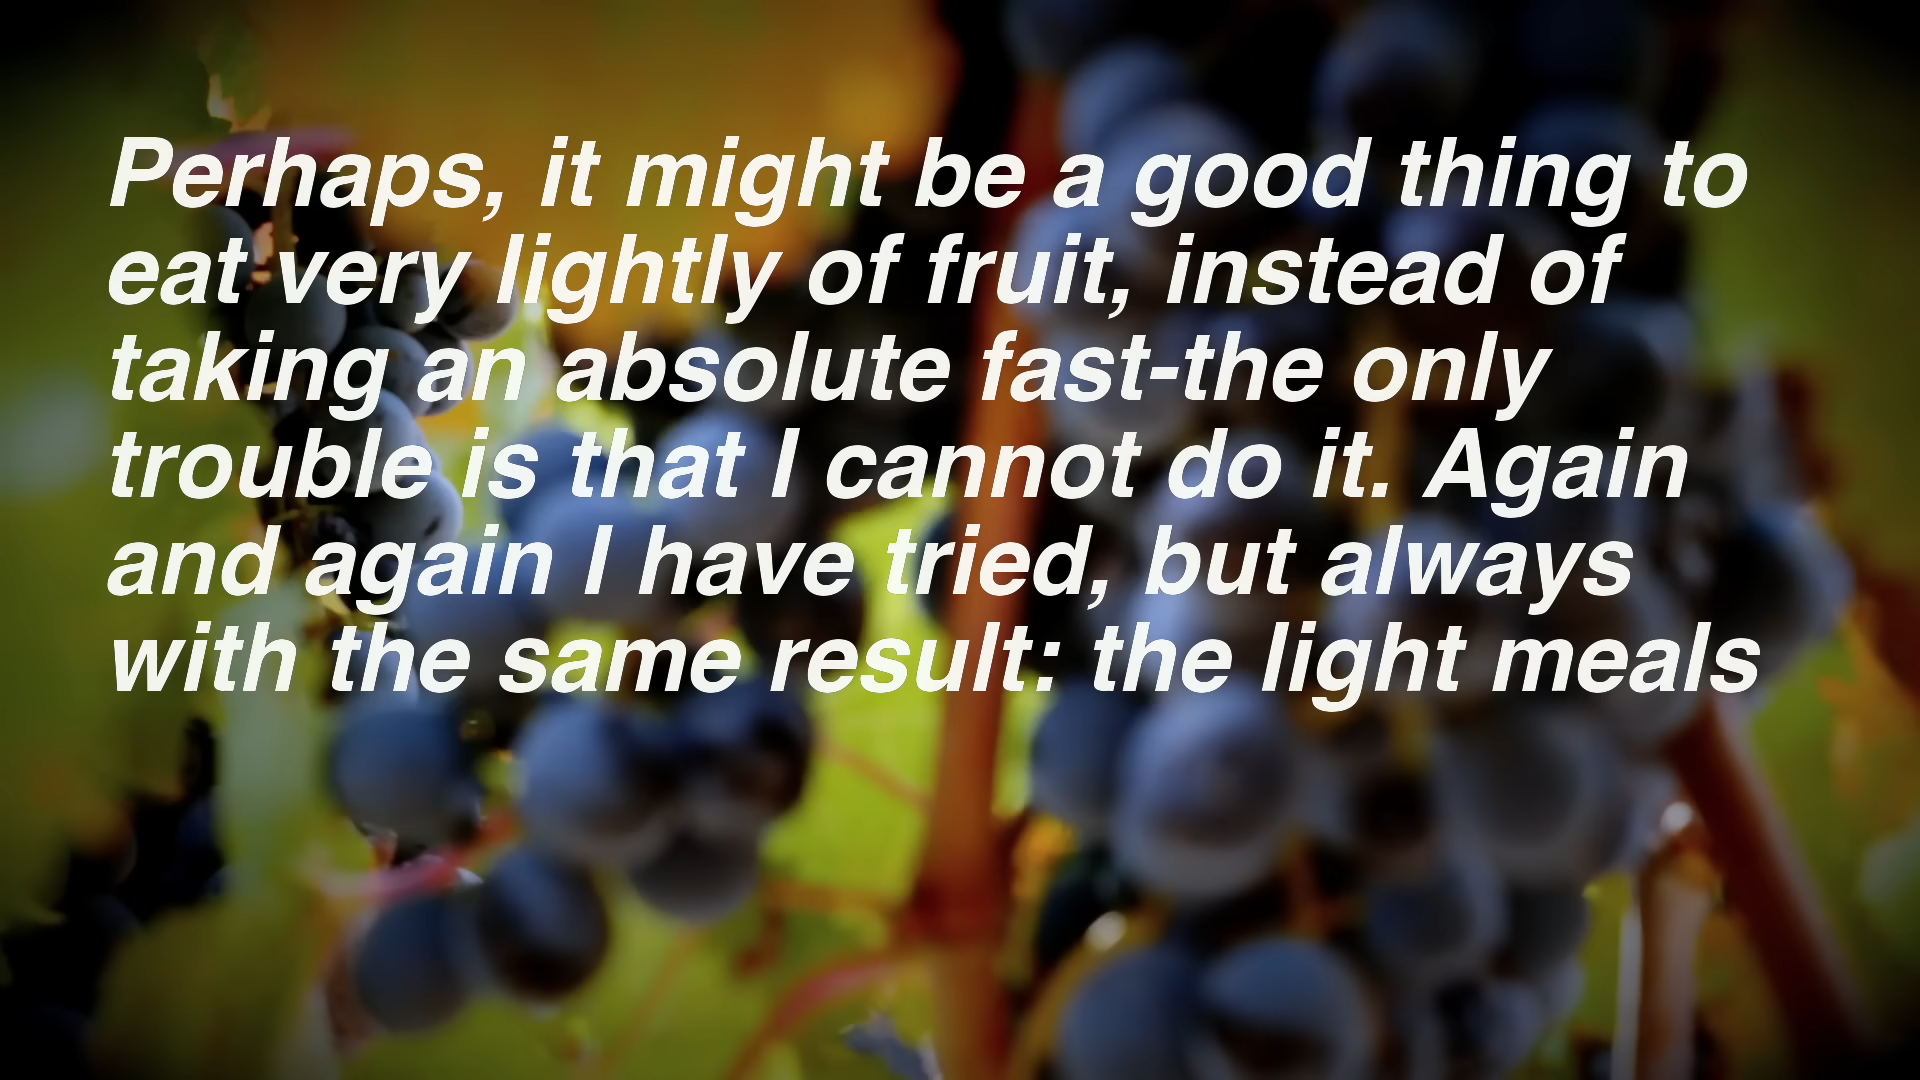 Perhaps, it might be a good thing to
eat very lightly of fruit, instead of
taking an absolute fast-the only
trouble is that I cannot do it. Again
and again I have tried, but always
with the same result: the light meals